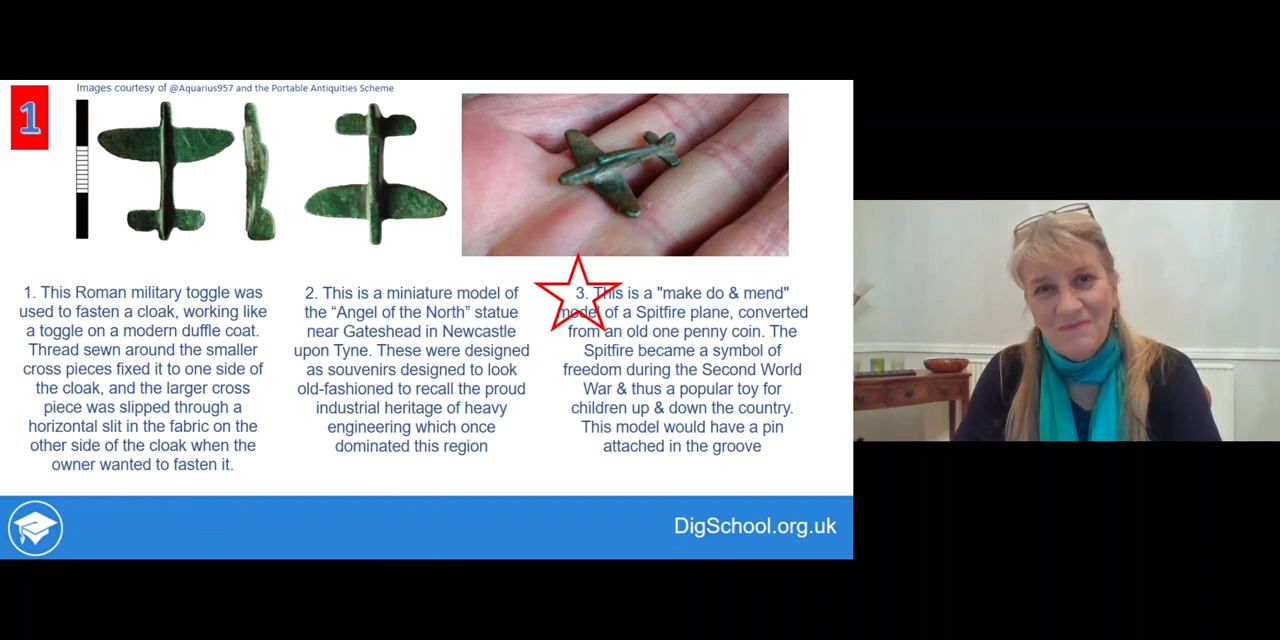 Images courtesy of @Aquarius957 and the Portable Antiquities Scheme
1
1. This Roman military toggle was
used to fasten a cloak, working like
a toggle on a modern duffle coat.
Thread sewn around the smaller
cross pieces fixed it to one side of
the cloak, and the larger cross
piece was slipped through a
horizontal slit in the fabric on the
other side of the cloak when the
owner wanted to fasten it.
2. This is a miniature model of
the “Angel of the North” statue
near Gateshead in Newcastle
upon Tyne. These were designed
as souvenirs designed to look
old-fashioned to recall the proud
industrial heritage of heavy
engineering which once
dominated this region
3. This is a "make do & mend"
model of a Spitfire plane, converted
from an old one penny coin. The
Spitfire became a symbol of
freedom during the Second World
War & thus a popular toy for
children up & down the country.
This model would have a pin
attached in the groove
DigSchool.org.uk